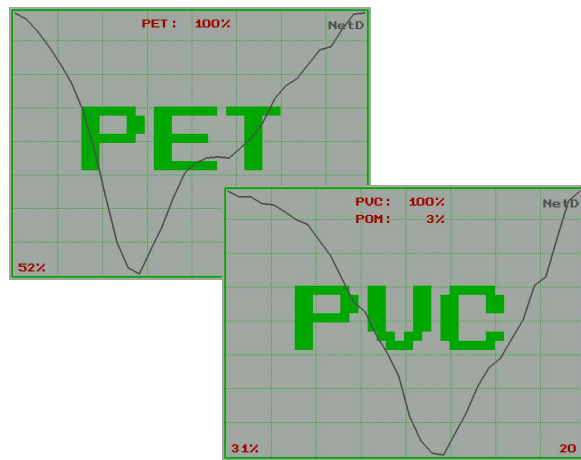 PET: 100%
NetD
PET
52%
PVC: 100%
NetD
POM: 3%
PVC
31%
20